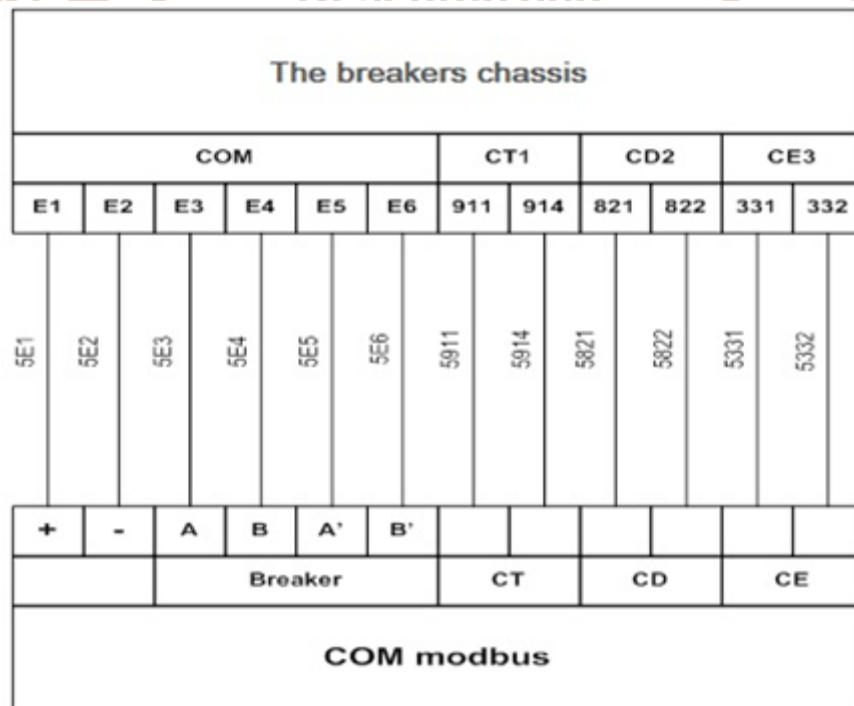 The breakers chassis
COM CT1 CD2 CE3
E1 E2 E3 E4 E5 E6 911 914 821 822 331 332
5E1 5E2 5E3 5E4 5E5 5E6 5911 5914 5821 5822 5331 5332
+ - A B A' B'
Breaker CT CD CE
COM modbus